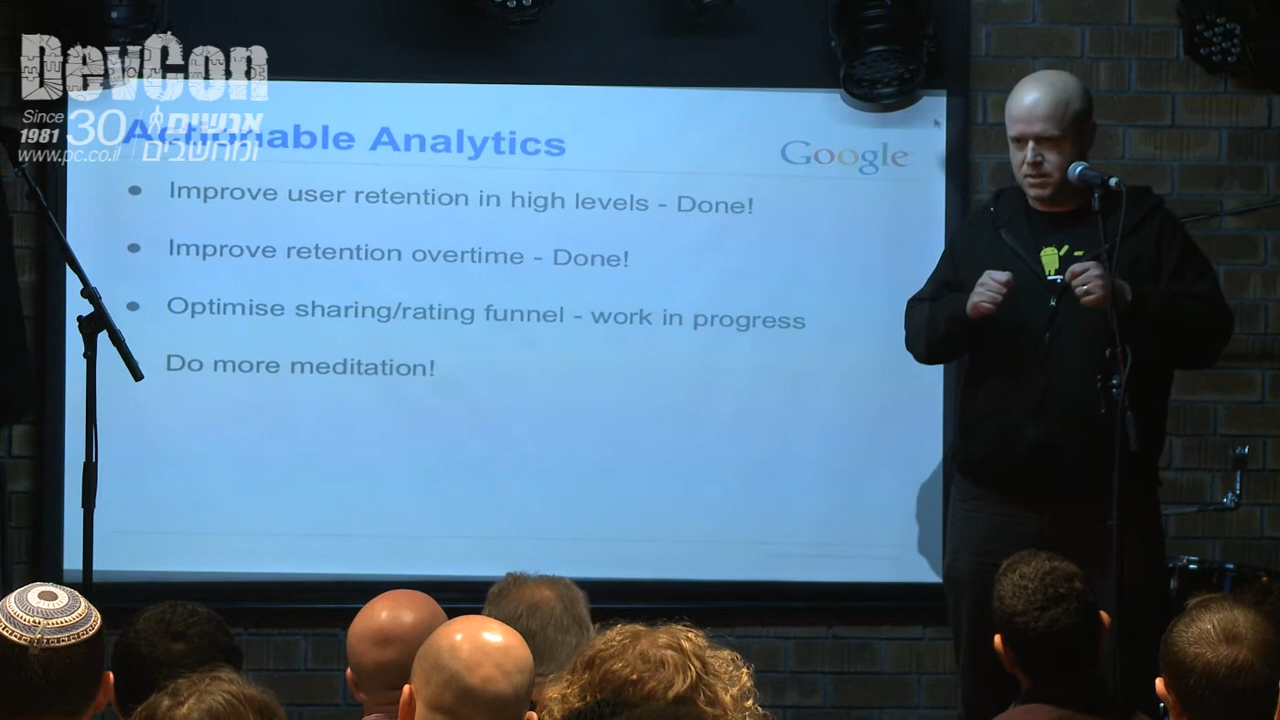 DevCon
Since 1981
30
אנשים ומחשבים
www.pc.co.il
Actionable Analytics
Google
Improve user retention in high levels - Done!
Improve retention overtime - Done!
Optimise sharing/rating funnel - work in progress
Do more meditation!